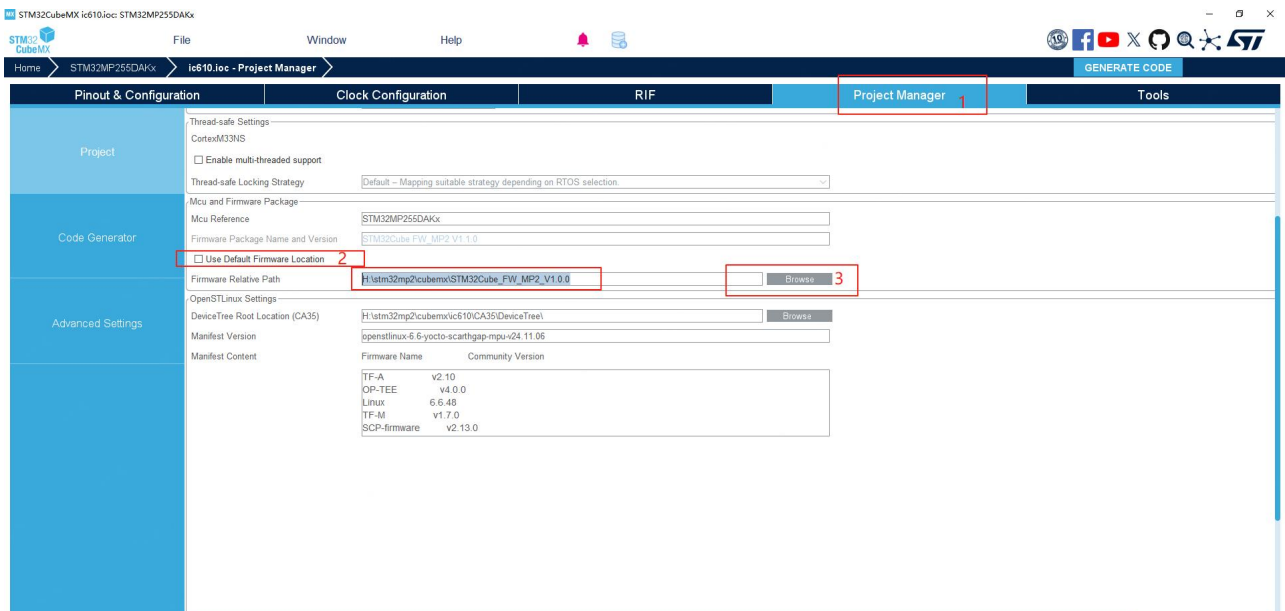 MX STM32CubeMX ic610.ioc: STM32MP255DAKx
STM32 CubeMX File Window Help
Home STM32MP255DAKx ic610.ioc - Project Manager GENERATE CODE
Pinout & Configuration Clock Configuration RIF Project Manager 1 Tools
Project
Code Generator
Advanced Settings
Thread-safe Settings
CortexM33NS
Enable multi-threaded support
Thread-safe Locking Strategy Default – Mapping suitable strategy depending on RTOS selection.
Mcu and Firmware Package
Mcu Reference STM32MP255DAKx
Firmware Package Name and Version STM32Cube FW_MP2 V1.1.0
Use Default Firmware Location 2
Firmware Relative Path H:\stm32mp2\cubemx\STM32Cube_FW_MP2_V1.0.0 Browse 3
OpenSTLinux Settings
DeviceTree Root Location (CA35) H:\stm32mp2\cubemx\ic610\CA35\DeviceTree\ Browse
Manifest Version openstlinux-6.6-yocto-scarthgap-mpu-v24.11.06
Manifest Content Firmware Name Community Version
TF-A v2.10
OP-TEE v4.0.0
Linux 6.6.48
TF-M v1.7.0
SCP-firmware v2.13.0